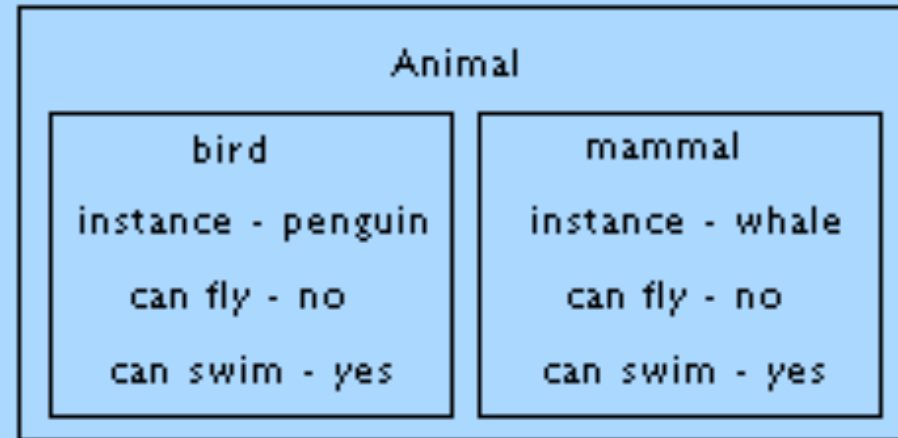 Animal
bird
instance - penguin
can fly - no
can swim - yes
mammal
instance - whale
can fly - no
can swim - yes